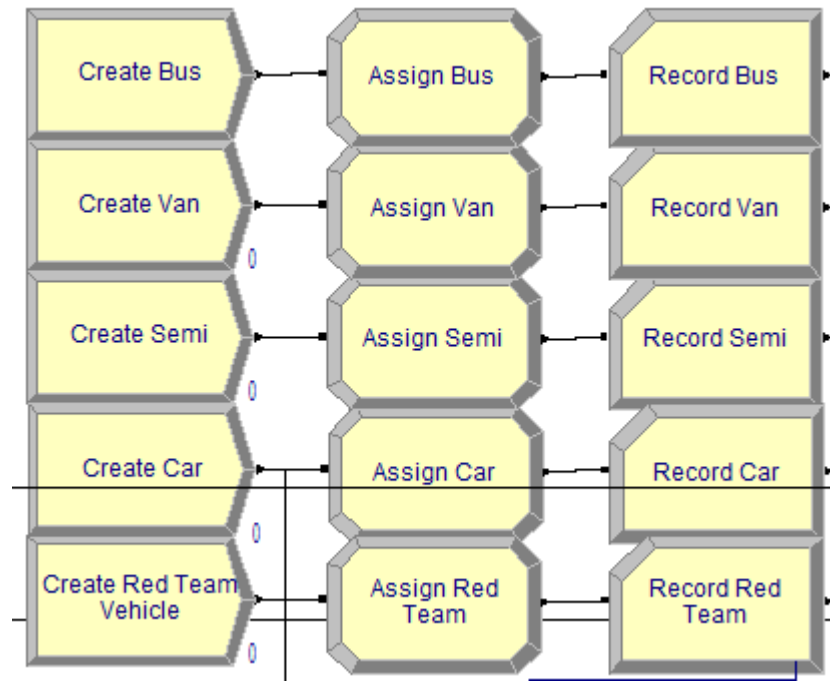 Create Bus
Assign Bus
Record Bus
Create Van
Assign Van
Record Van
0
Create Semi
Assign Semi
Record Semi
0
Create Car
Assign Car
Record Car
0
Create Red Team
Vehicle
Assign Red
Team
Record Red
Team
0